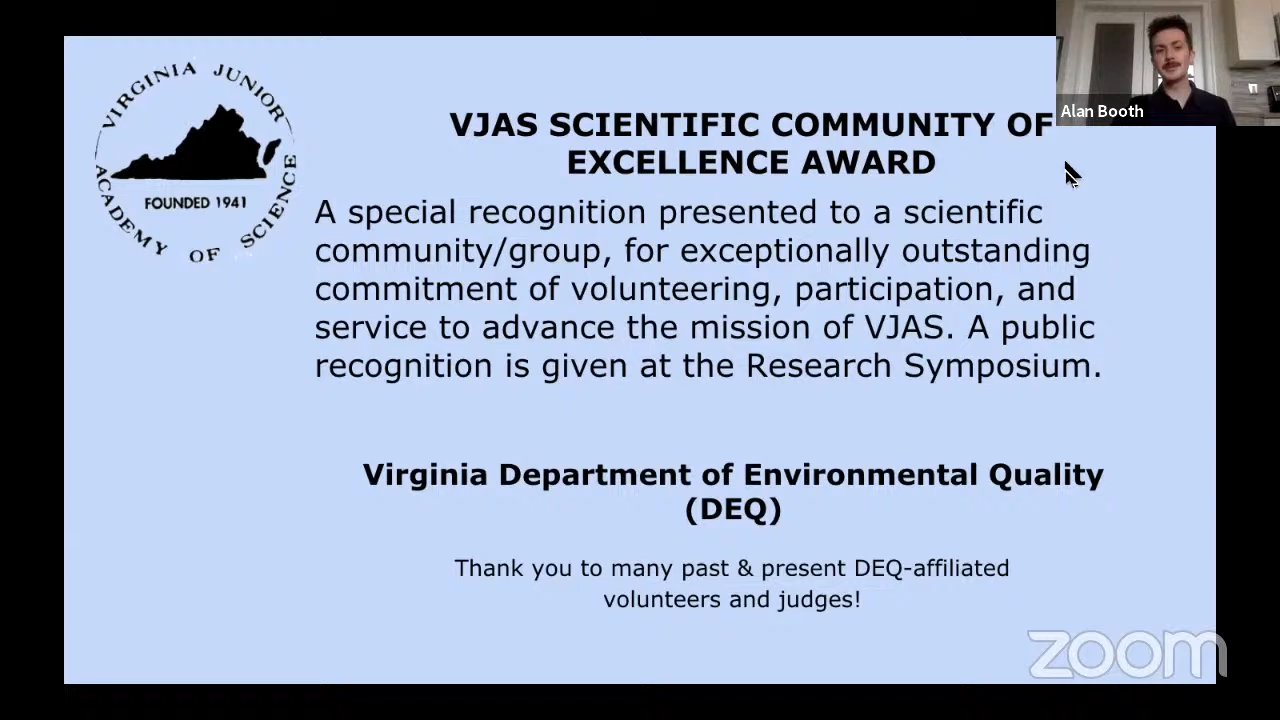 VIRGINIA JUNIOR
ACADEMY OF SCIENCE
FOUNDED 1941
Alan Booth
VJAS SCIENTIFIC COMMUNITY OF
EXCELLENCE AWARD
A special recognition presented to a scientific
community/group, for exceptionally outstanding
commitment of volunteering, participation, and
service to advance the mission of VJAS. A public
recognition is given at the Research Symposium.
Virginia Department of Environmental Quality
(DEQ)
Thank you to many past & present DEQ-affiliated
volunteers and judges!
zoom